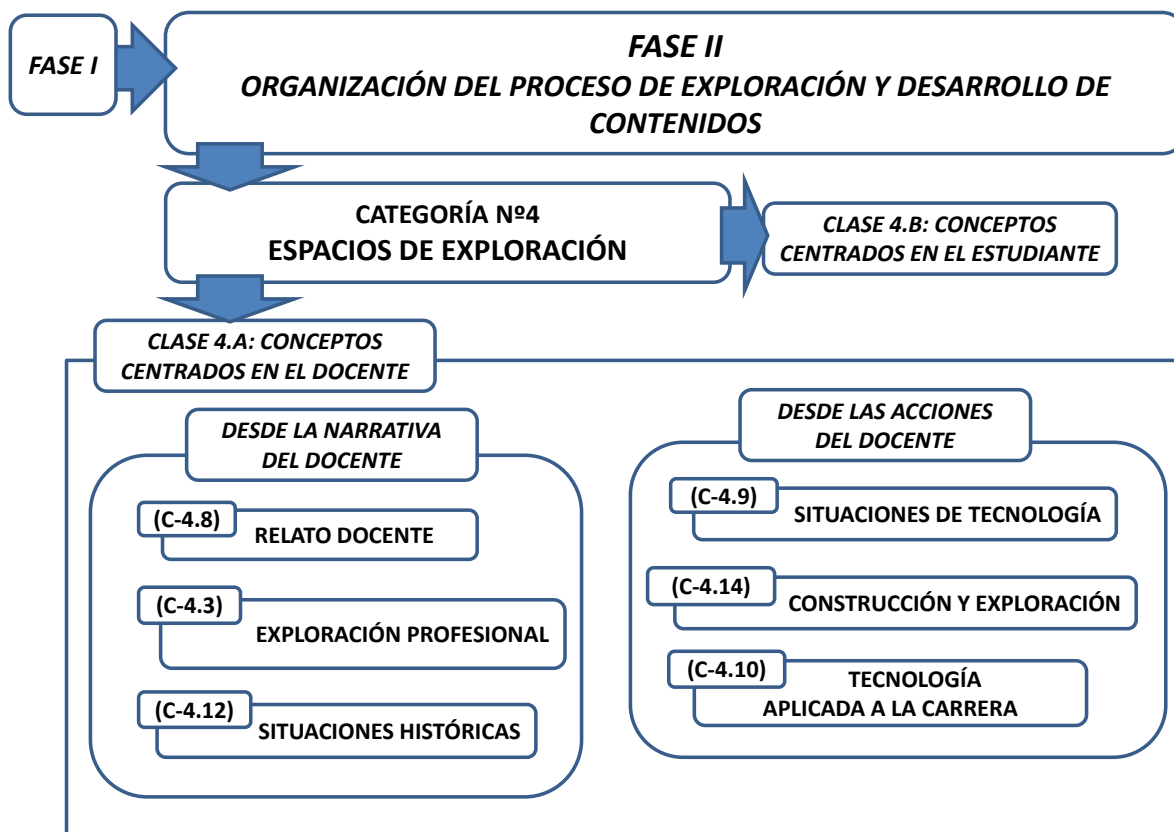 FASE I
FASE II
ORGANIZACIÓN DEL PROCESO DE EXPLORACIÓN Y DESARROLLO DE
CONTENIDOS
CATEGORÍA Nº4
ESPACIOS DE EXPLORACIÓN
CLASE 4.B: CONCEPTOS
CENTRADOS EN EL ESTUDIANTE
CLASE 4.A: CONCEPTOS
CENTRADOS EN EL DOCENTE
DESDE LA NARRATIVA
DEL DOCENTE
(C-4.8)
RELATO DOCENTE
(C-4.3)
EXPLORACIÓN PROFESIONAL
(C-4.12)
SITUACIONES HISTÓRICAS
DESDE LAS ACCIONES
DEL DOCENTE
(C-4.9)
SITUACIONES DE TECNOLOGÍA
(C-4.14)
CONSTRUCCIÓN Y EXPLORACIÓN
(C-4.10)
TECNOLOGÍA
APLICADA A LA CARRERA